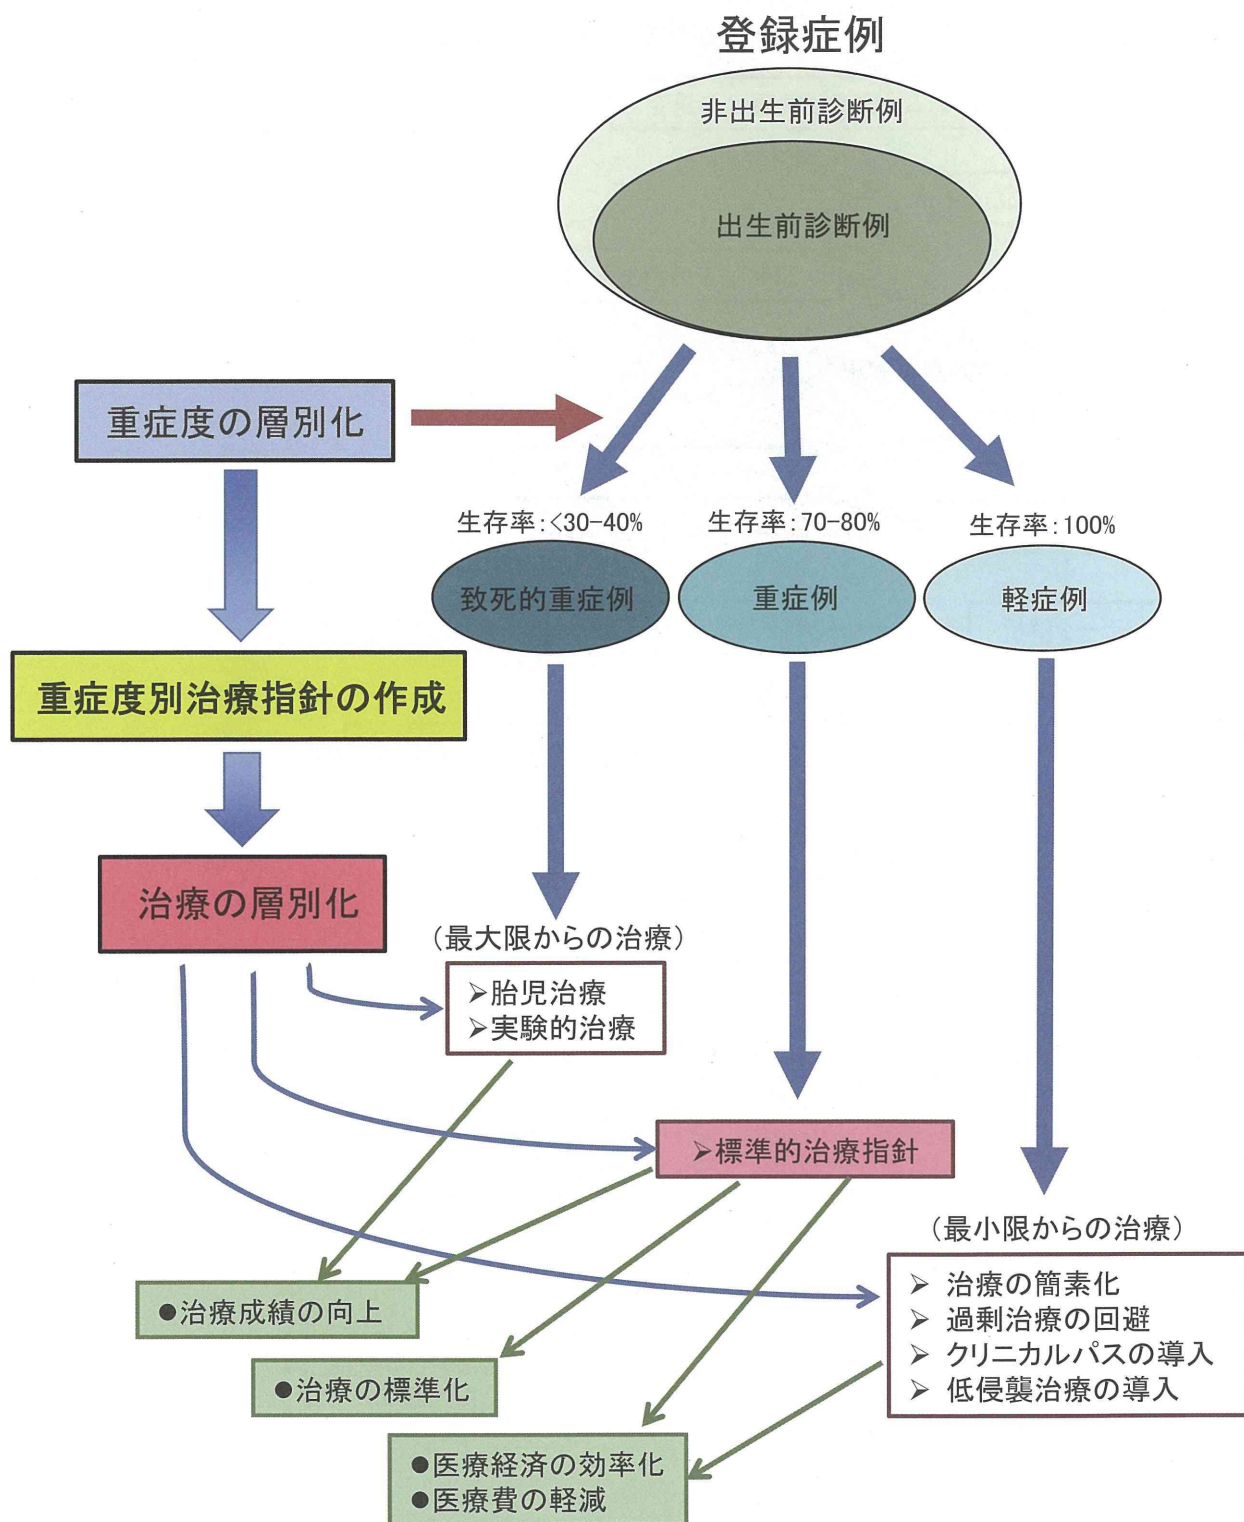 登録症例
非出生前診断例
出生前診断例
重症度の層別化
生存率:<30-40%
生存率:70-80%
生存率:100%
致死的重症例
重症例
軽症例
重症度別治療指針の作成
治療の層別化
(最大限からの治療)
➢胎児治療
➢実験的治療
➢標準的治療指針
(最小限からの治療)
➢ 治療の簡素化
➢ 過剰治療の回避
➢ クリニカルパスの導入
➢ 低侵襲治療の導入
●治療成績の向上
●治療の標準化
●医療経済の効率化
●医療費の軽減